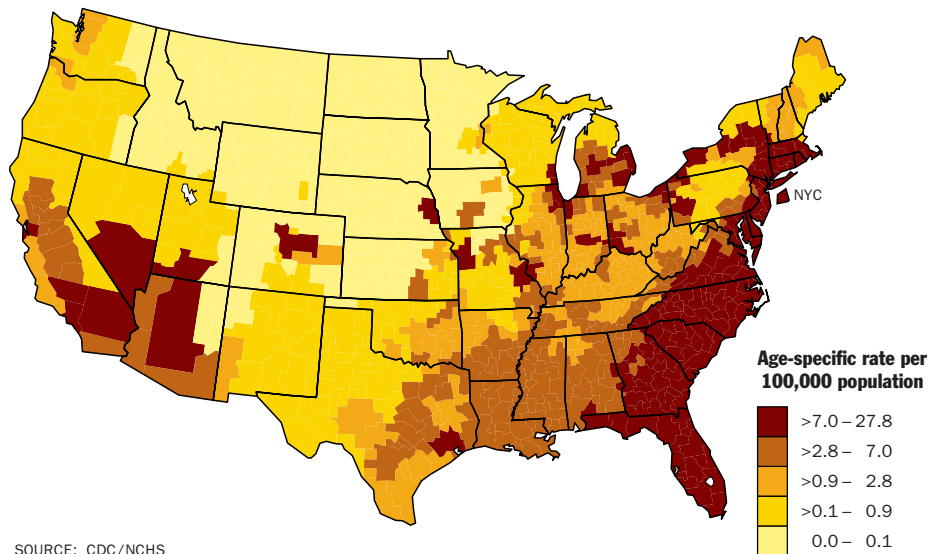 NYC
Age-specific rate per
100,000 population
>7.0 – 27.8
>2.8 – 7.0
>0.9 – 2.8
>0.1 – 0.9
0.0 – 0.1
SOURCE: CDC/NCHS